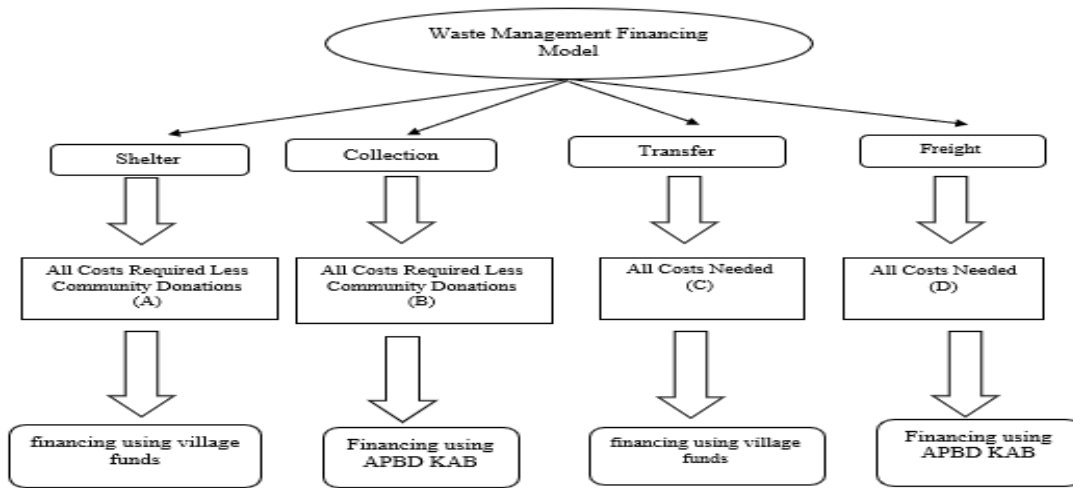 Waste Management Financing
Model
Shelter
Collection
Transfer
Freight
All Costs Required Less
Community Donations
(A)
All Costs Required Less
Community Donations
(B)
All Costs Needed
(C)
All Costs Needed
(D)
financing using village
funds
Financing using
APBD KAB
financing using village
funds
Financing using
APBD KAB